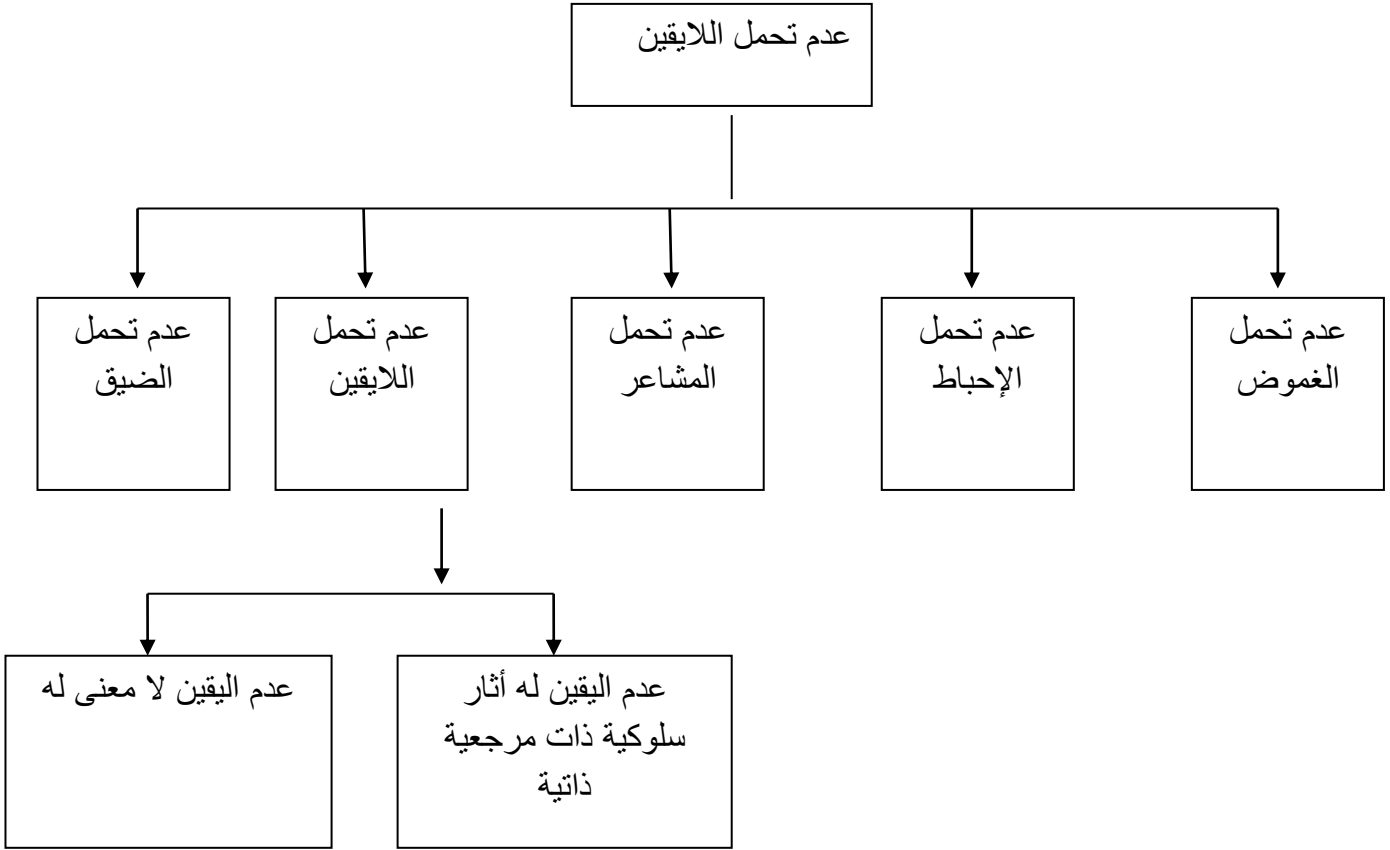 عدم تحمل اللايقين
عدم تحمل
الغموض
عدم تحمل
الإحباط
عدم تحمل
المشاعر
عدم تحمل
اللايقين
عدم تحمل
الضيق
عدم اليقين له أثار
سلوكية ذات مرجعية
ذاتية
عدم اليقين لا معنى له